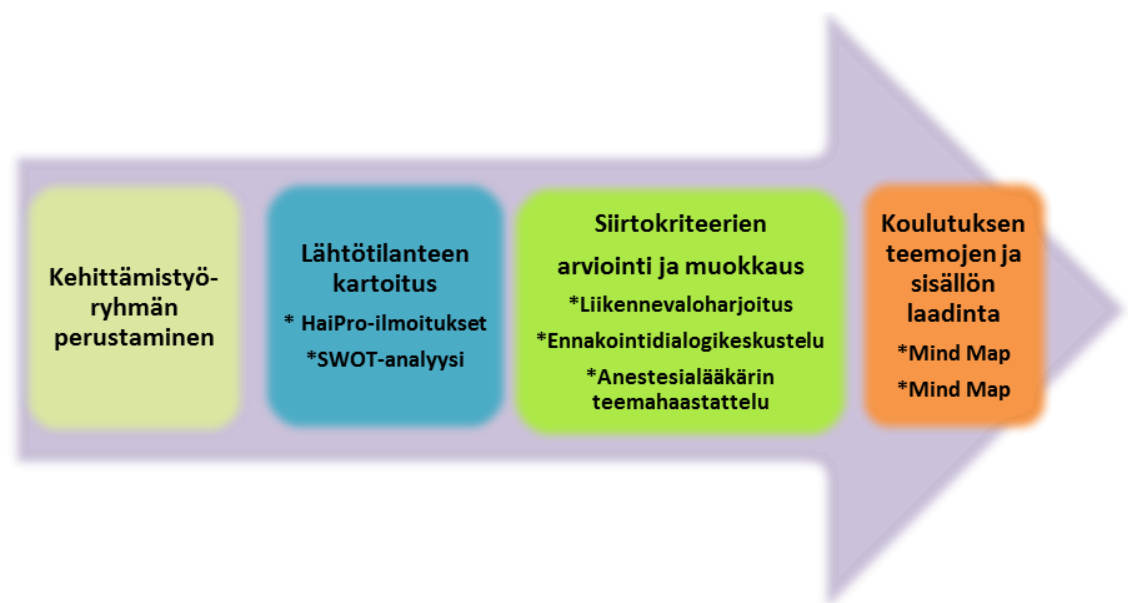 Kehittämistyö-
ryhmän
perustaminen
Lähtötilanteen
kartoitus
* HaiPro-ilmoitukset
*SWOT-analyysi
Siirtokriteerien
arviointi ja muokkaus
*Liikennevaloharjoitus
*Ennakointidialogikeskustelu
*Anestesialääkärin
teemahaastattelu
Koulutuksen
teemojen ja
sisällön
laadinta
*Mind Map
*Mind Map